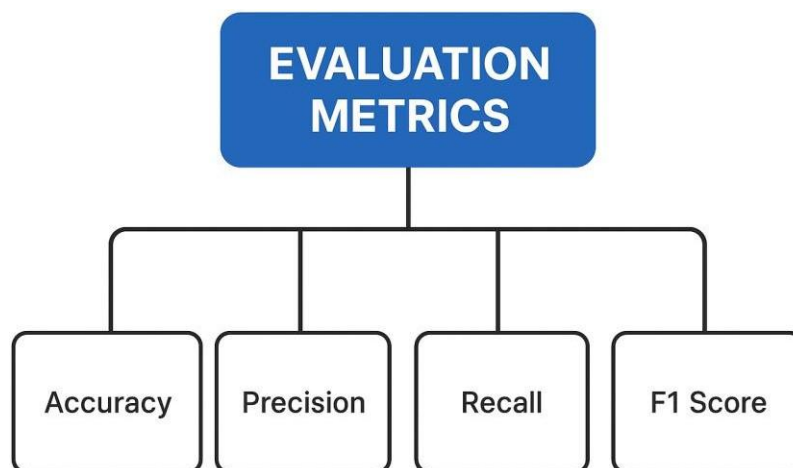 EVALUATION
METRICS
Accuracy
Precision
Recall
F1 Score